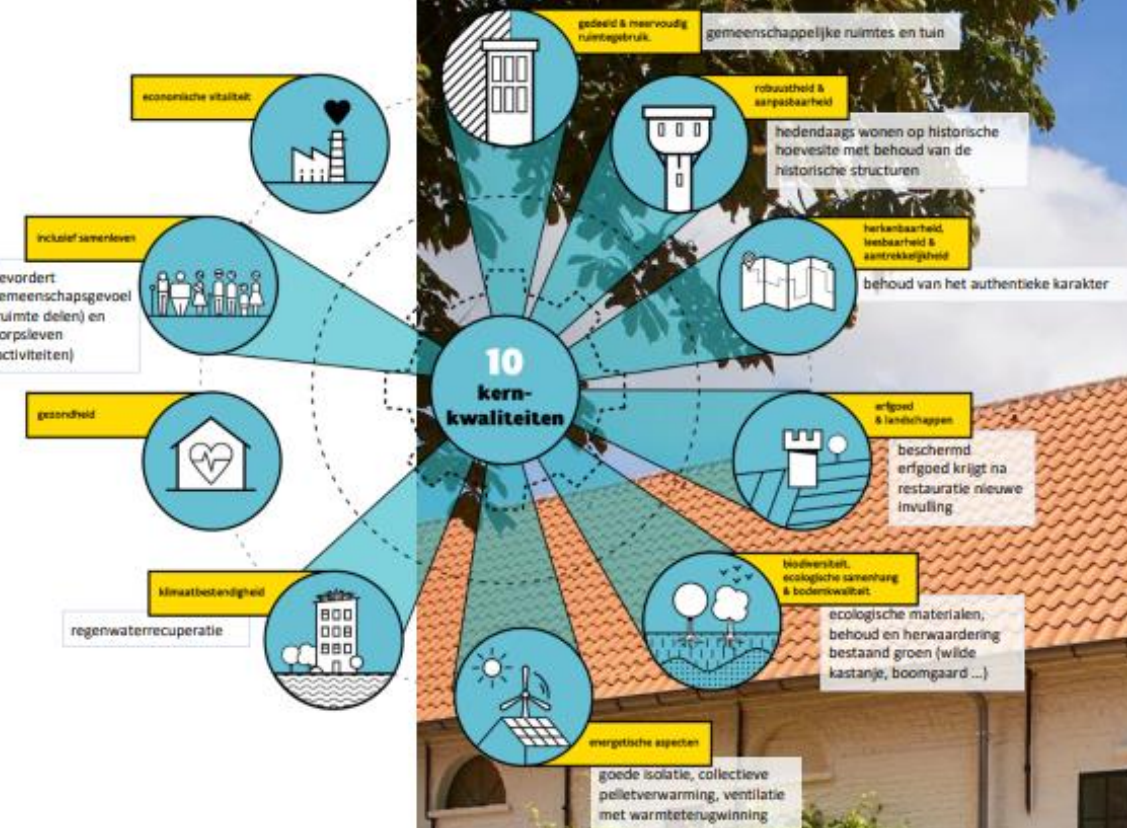 gedeeld & meervoudig
ruimtegebruik.
gemeenschappelijke ruimtes en tuin
economische vitaliteit
robuustheid &
aanpasbaarheid
hedendaags wonen op historische
hoevesite met behoud van de
historische structuren
inclusief samenleven
evordert
emeenschapsgevoel
ruimte delen) en
orpsleven
activiteiten)
herkenbaarheid,
leesbaarheid &
aantrekkelijkheid
behoud van het authentieke karakter
10
kern-
kwaliteiten
gezondheid
erfgoed
& landschappen
beschermd
erfgoed krijgt na
restauratie nieuwe
invulling
klimaatbestendigheid
regenwaterrecuperatie
biodiversiteit,
ecologische samenhang
& bodemkwaliteit
ecologische materialen,
behoud en herwaardering
bestaand groen (wilde
kastanje, boomgaard ...)
energetische aspecten
goede isolatie, collectieve
pelletverwarming, ventilatie
met warmteterugwinning